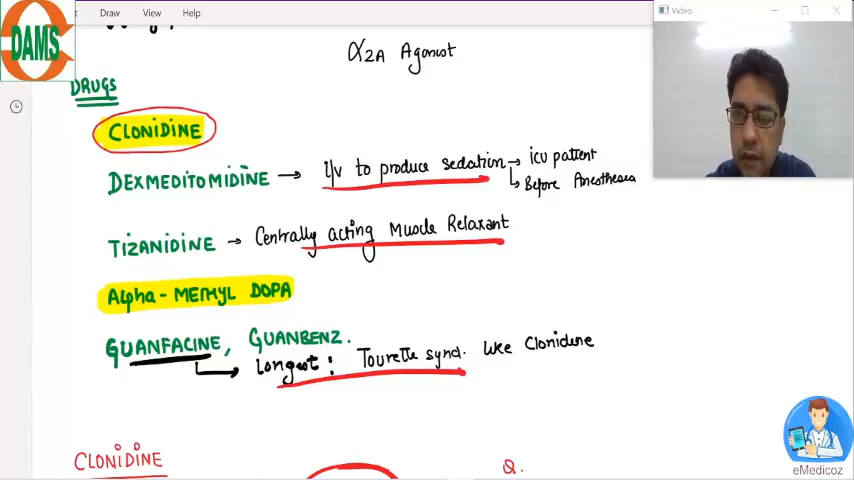 Draw View Help
Video
DAMS
α2A Agonist
DRUGS
CLONIDINE
DEXMEDITOMIDINE → i/v to produce sedation → icu patient
→ Before Anesthesia
TIZANIDINE → Centrally acting Muscle Relaxant
Alpha - METHYL DOPA
GUANFACINE, GUANBENZ.
→ Longest : Tourette synd. like Clonidine
CLONIDINE
Q.
eMedicoz